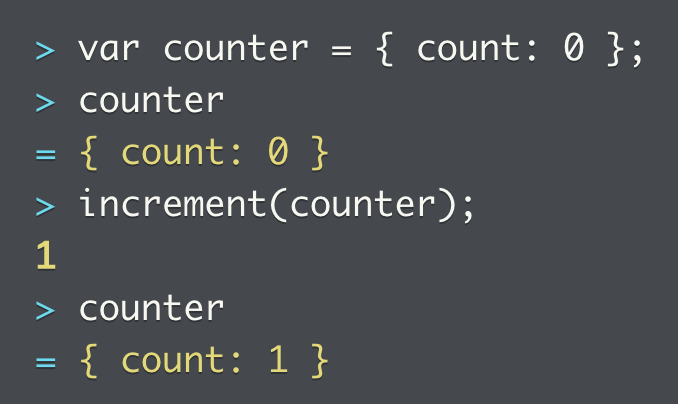 > var counter = { count: 0 };
> counter
= { count: 0 }
> increment(counter);
1
> counter
= { count: 1 }